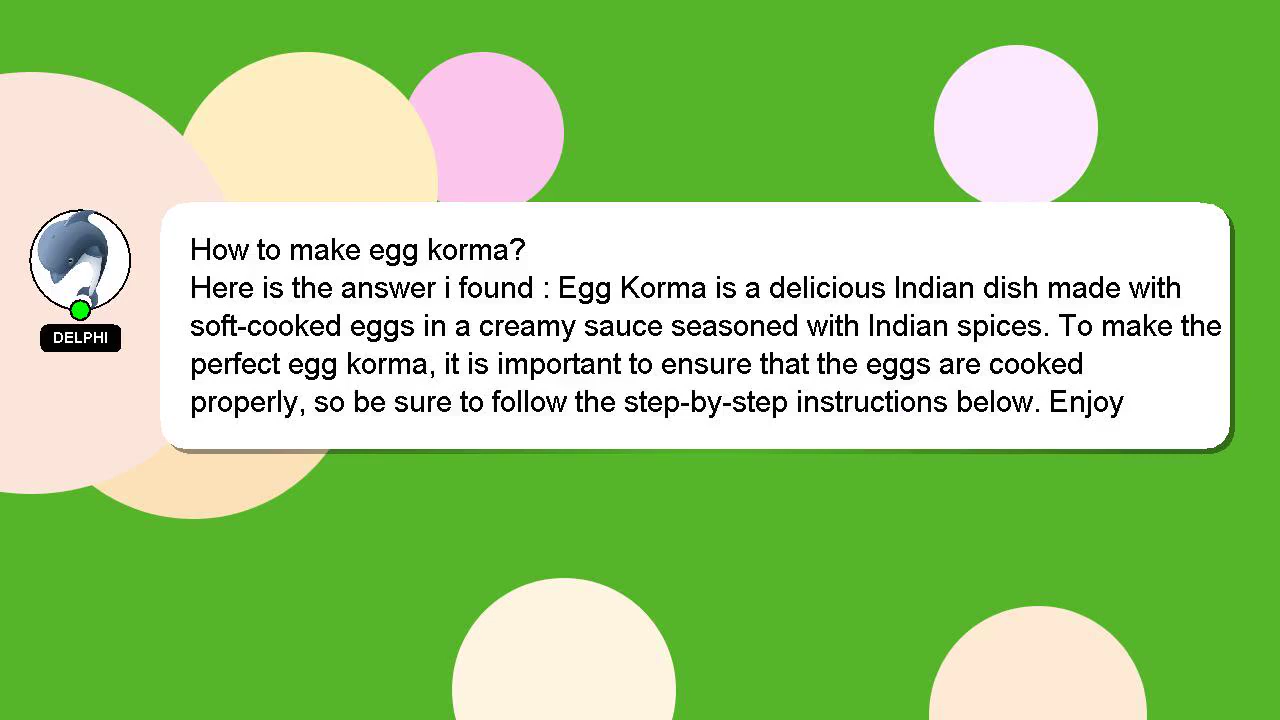 How to make egg korma?
Here is the answer i found : Egg Korma is a delicious Indian dish made with
soft-cooked eggs in a creamy sauce seasoned with Indian spices. To make the
perfect egg korma, it is important to ensure that the eggs are cooked
properly, so be sure to follow the step-by-step instructions below. Enjoy
DELPHI